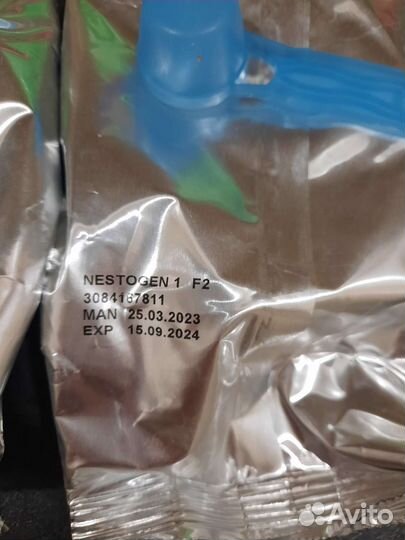 NESTOGEN 1 F2
3084167811
MAN 25.03.2023
EXP 15.09.2024
Avito